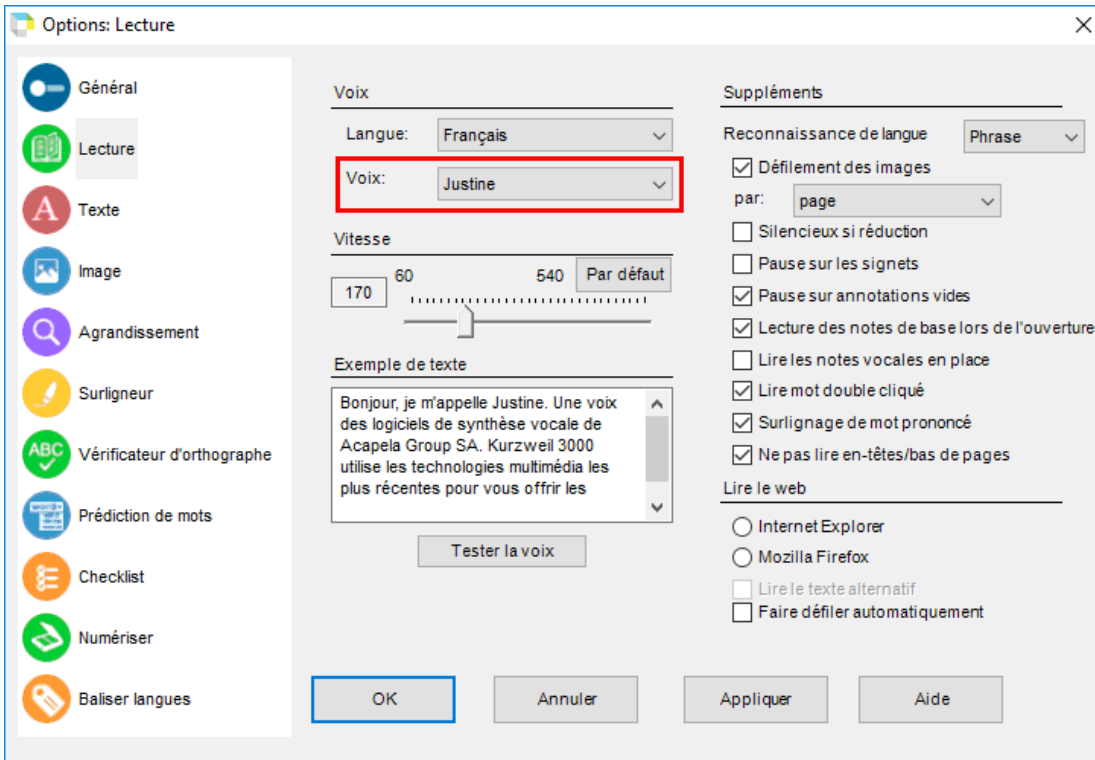 Options: Lecture
Général
Lecture
Texte
Image
Agrandissement
Surligneur
ABC
Vérificateur d'orthographe
Prédiction de mots
Checklist
Numériser
Baliser langues
Voix
Langue:
Français
Voix:
Justine
Vitesse
170
60
540
Par défaut
Exemple de texte
Bonjour, je m'appelle Justine. Une voix
des logiciels de synthèse vocale de
Acapela Group SA. Kurzweil 3000
utilise les technologies multimédia les
plus récentes pour vous offrir les
Tester la voix
Suppléments
Reconnaissance de langue
Phrase
Défilement des images
par:
page
Silencieux si réduction
Pause sur les signets
Pause sur annotations vides
Lecture des notes de base lors de l'ouverture
Lire les notes vocales en place
Lire mot double cliqué
Surlignage de mot prononcé
Ne pas lire en-têtes/bas de pages
Lire le web
Internet Explorer
Mozilla Firefox
Lire le texte alternatif
Faire défiler automatiquement
OK
Annuler
Appliquer
Aide